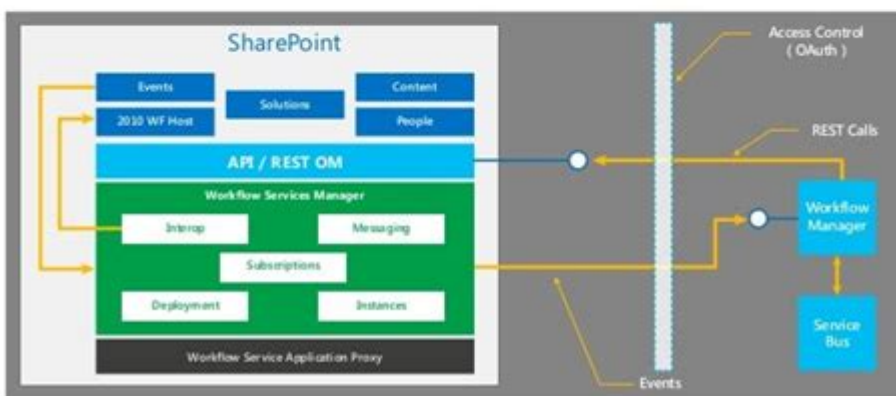 SharePoint
Access Control
( OAuth )
Events
Solutions
Content
2010 WF Host
People
REST Calls
API / REST OM
Workflow Services Manager
Interop
Messaging
Subscriptions
Deployment
Instances
Workflow
Manager
Service
Bus
Workflow Service Application Proxy
Events